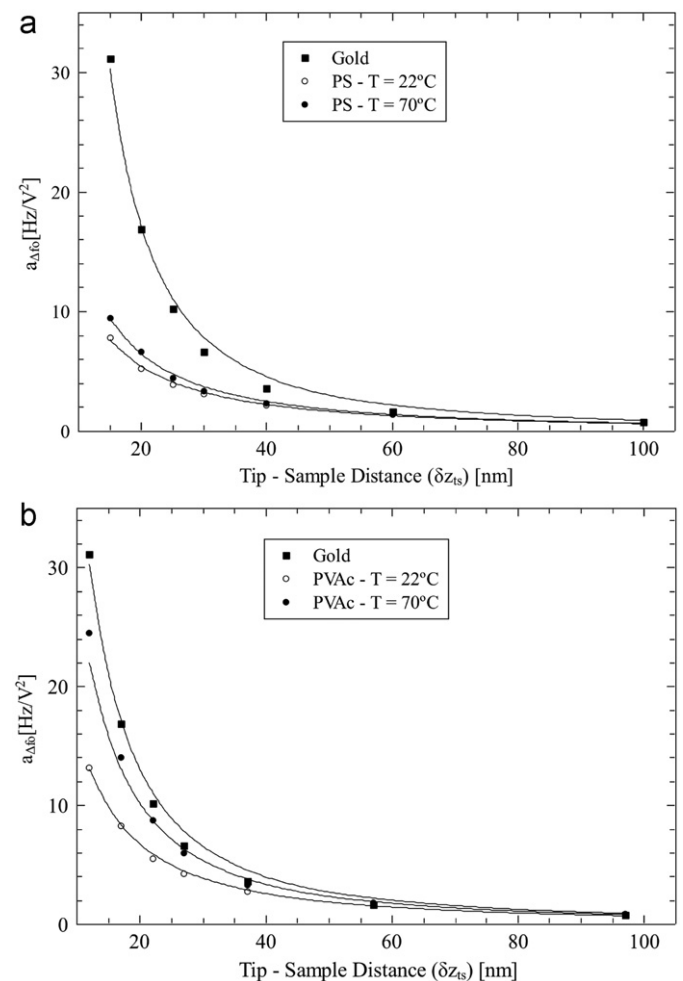 a
30
20
10
0
a∆fo[Hz/V²]
Gold
PS - T = 22ºC
PS - T = 70ºC
20 40 60 80 100
Tip - Sample Distance (δzts) [nm]
b
30
20
10
0
a∆fo[Hz/V²]
Gold
PVAc - T = 22ºC
PVAc - T = 70ºC
20 40 60 80 100
Tip - Sample Distance (δzts) [nm]